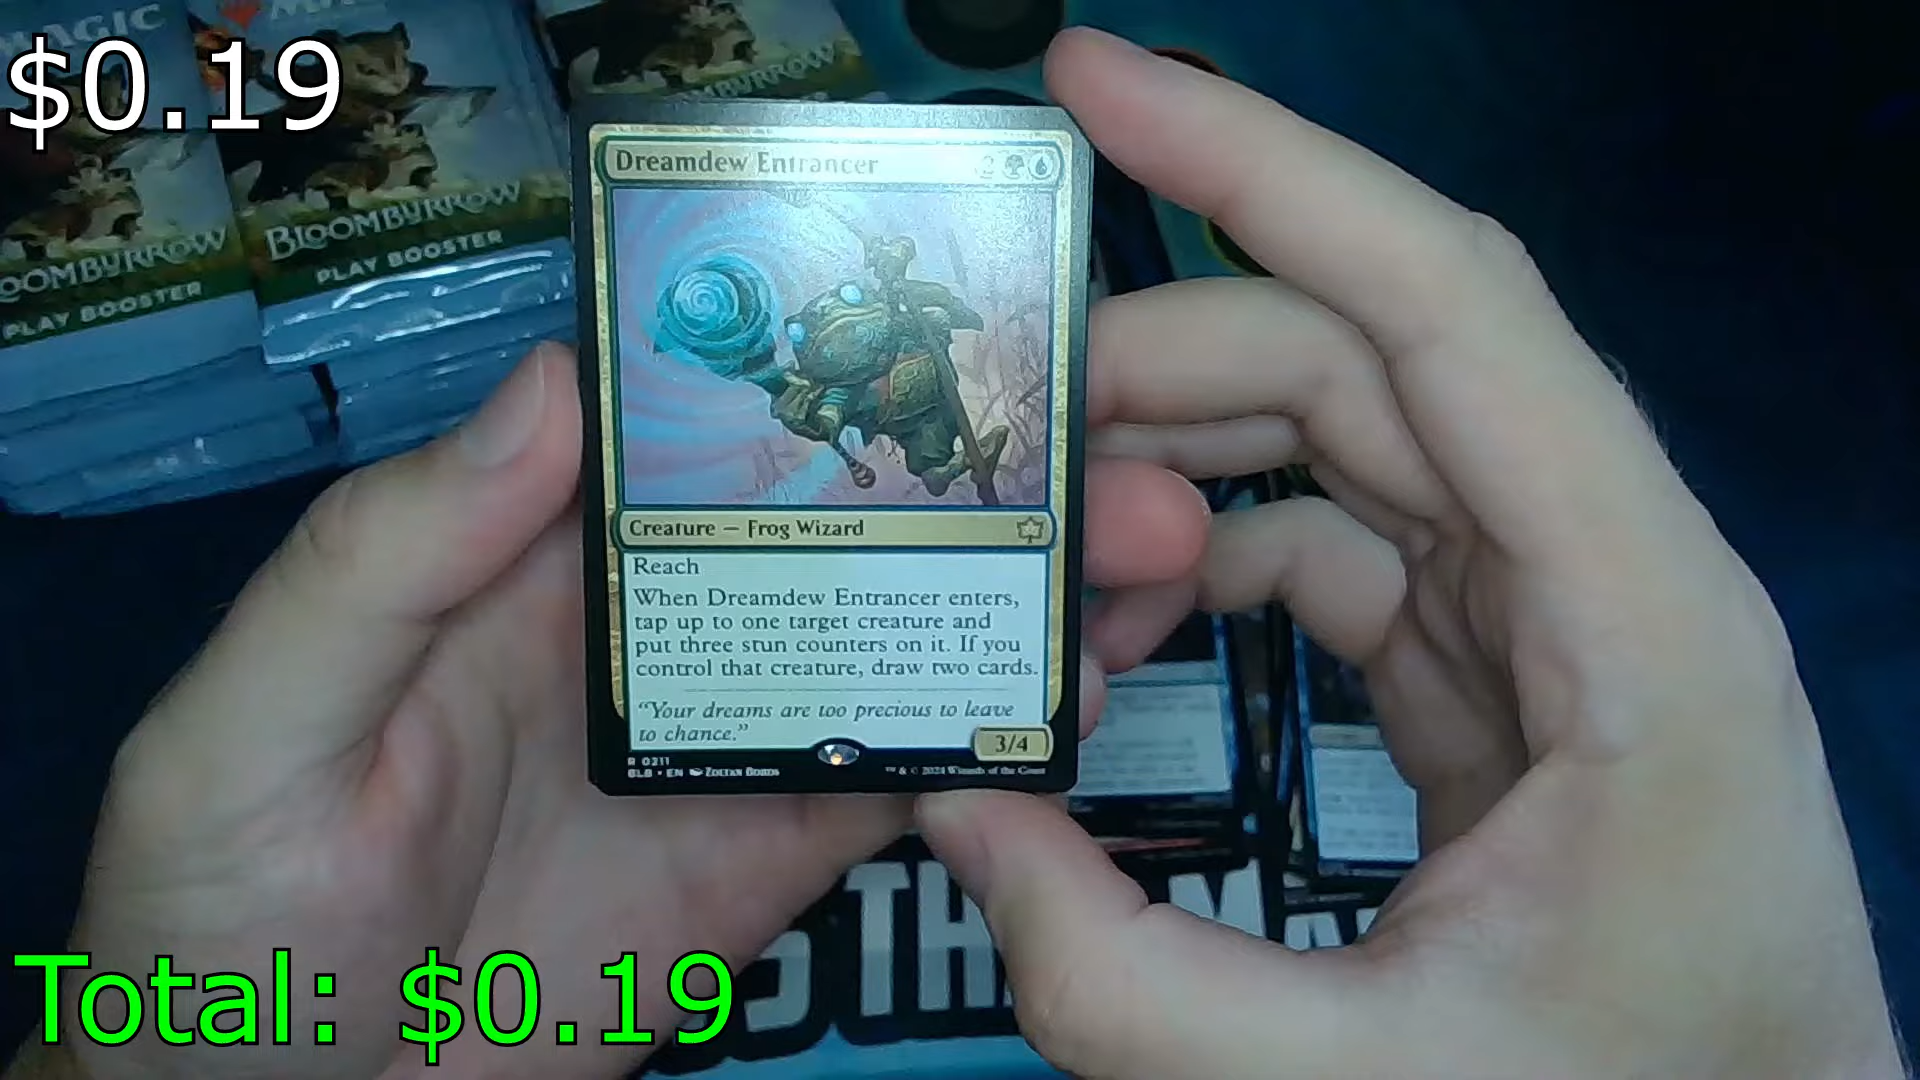 $0.19
MAGIC
BLOOMBURROW
PLAY BOOSTER
BLOOMBURROW
PLAY BOOSTER
Dreamdew Entrancer 2
Creature — Frog Wizard
Reach
When Dreamdew Entrancer enters,
tap up to one target creature and
put three stun counters on it. If you
control that creature, draw two cards.
“Your dreams are too precious to leave
to chance.”
3/4
R 0211
BLB • EN Zoltan Boros
™ & © 2024 Wizards of the Coast
Total: $0.19